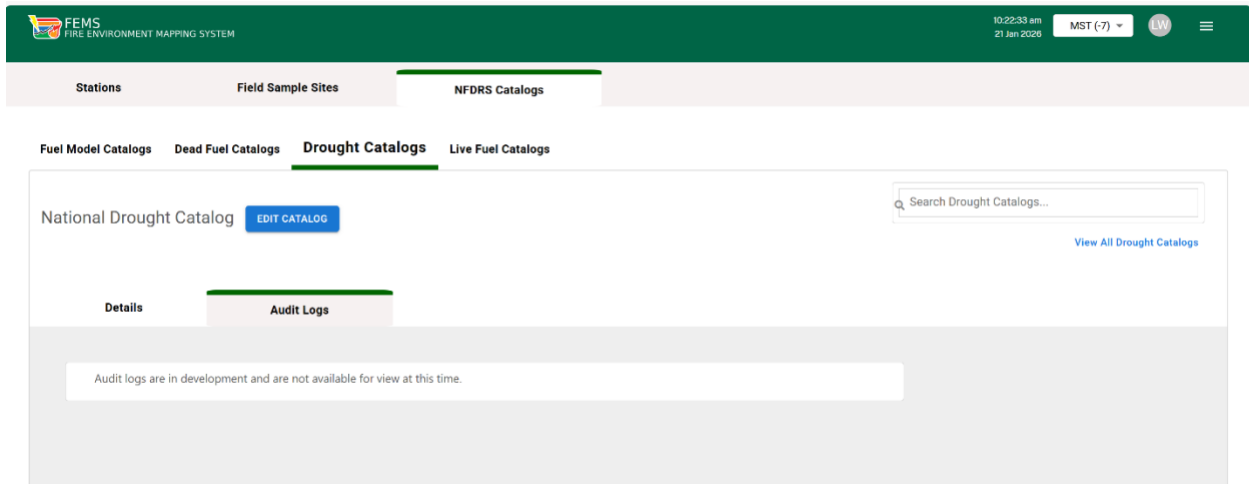 FEMS
FIRE ENVIRONMENT MAPPING SYSTEM
10:22:33 am
21 Jan 2026
MST (-7)
LW
Stations
Field Sample Sites
NFDRS Catalogs
Fuel Model Catalogs
Dead Fuel Catalogs
Drought Catalogs
Live Fuel Catalogs
National Drought Catalog
EDIT CATALOG
Search Drought Catalogs...
View All Drought Catalogs
Details
Audit Logs
Audit logs are in development and are not available for view at this time.